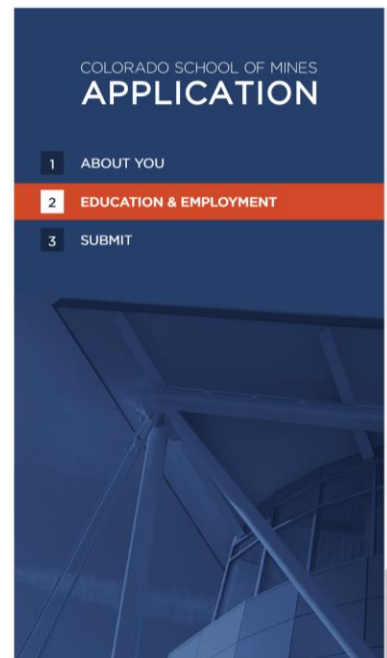 COLORADO SCHOOL OF MINES
APPLICATION
1 ABOUT YOU
2 EDUCATION & EMPLOYMENT
3 SUBMIT